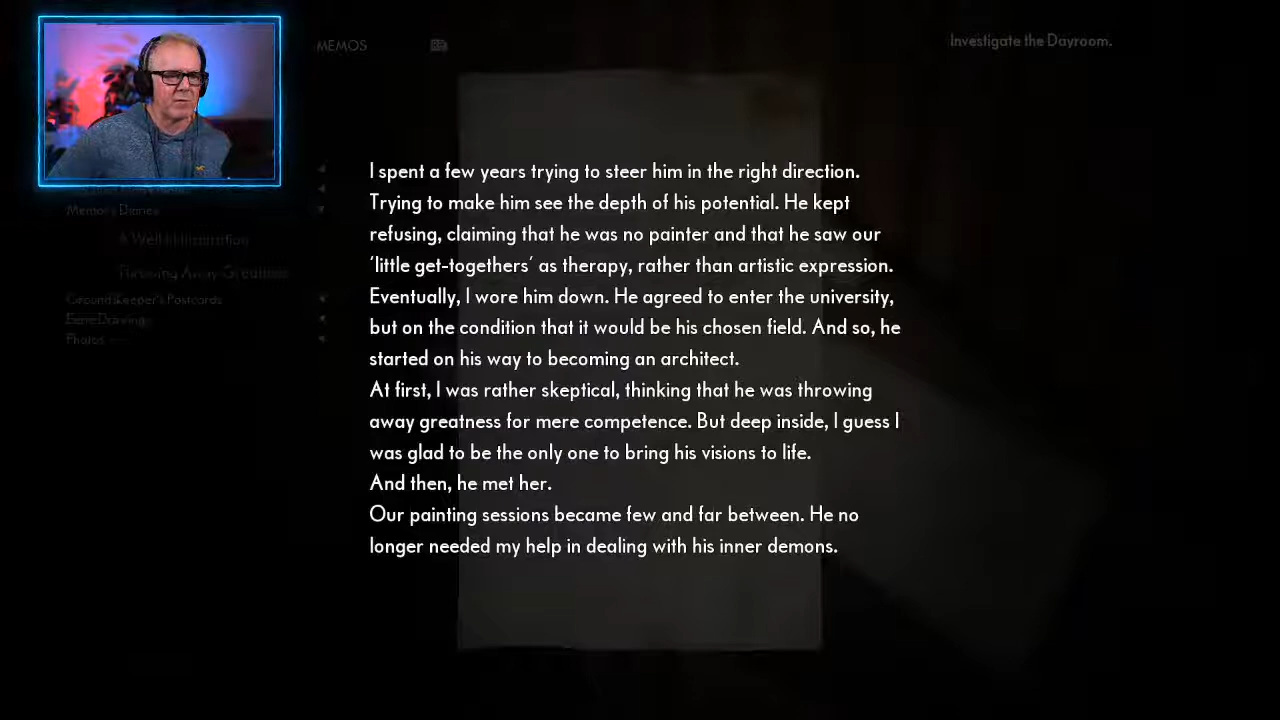 MEMOS
Investigate the Dayroom.
I spent a few years trying to steer him in the right direction.
Trying to make him see the depth of his potential. He kept
refusing, claiming that he was no painter and that he saw our
'little get-togethers' as therapy, rather than artistic expression.
Eventually, I wore him down. He agreed to enter the university,
but on the condition that it would be his chosen field. And so, he
started on his way to becoming an architect.
At first, I was rather skeptical, thinking that he was throwing
away greatness for mere competence. But deep inside, I guess I
was glad to be the only one to bring his visions to life.
And then, he met her.
Our painting sessions became few and far between. He no
longer needed my help in dealing with his inner demons.
Memory Diaries
Throwing Away Greatness
Ground Keeper's Postcards
Photos